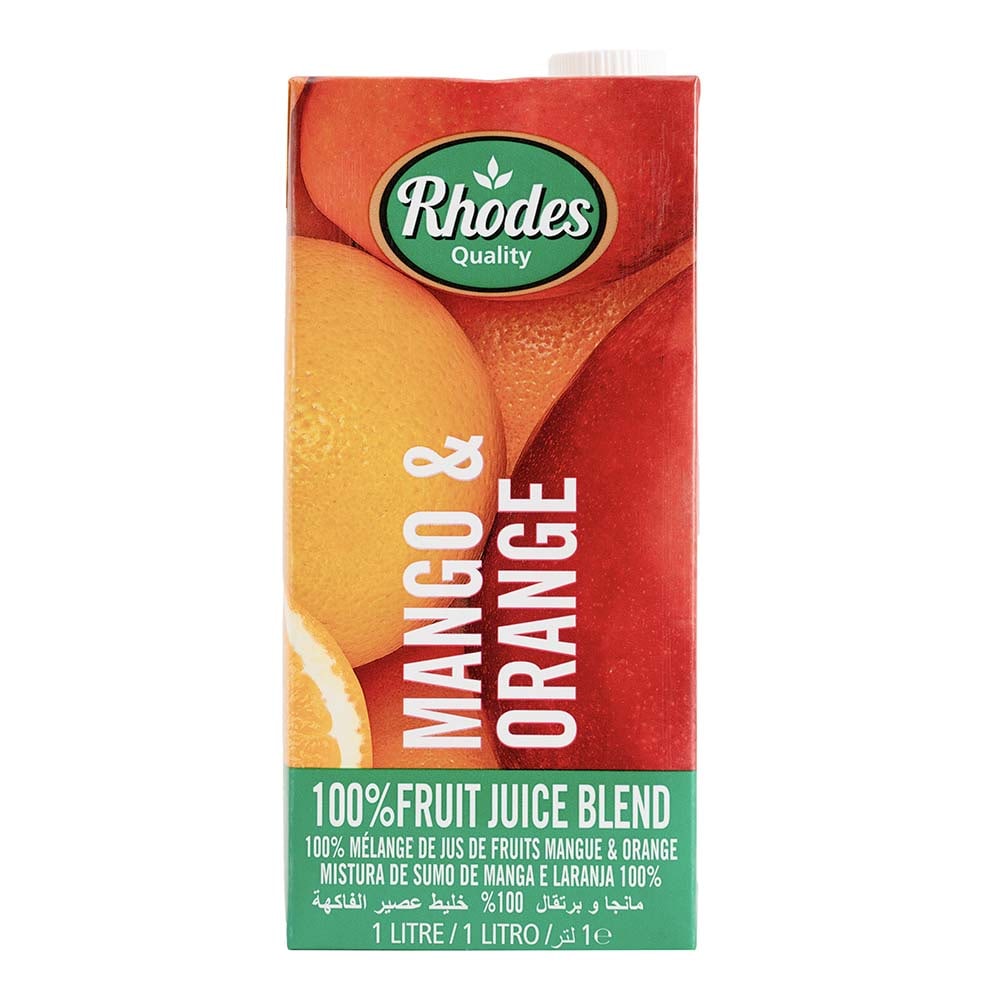 Rhodes
Quality
MANGO &
ORANGE
100%FRUIT JUICE BLEND
100% MÉLANGE DE JUS DE FRUITS MANGUE & ORANGE
MISTURA DE SUMO DE MANGA E LARANJA 100%
مانجا و برتقال 100% خليط عصير الفاكهة
1 LITRE / 1 LITRO / لتر 1 e